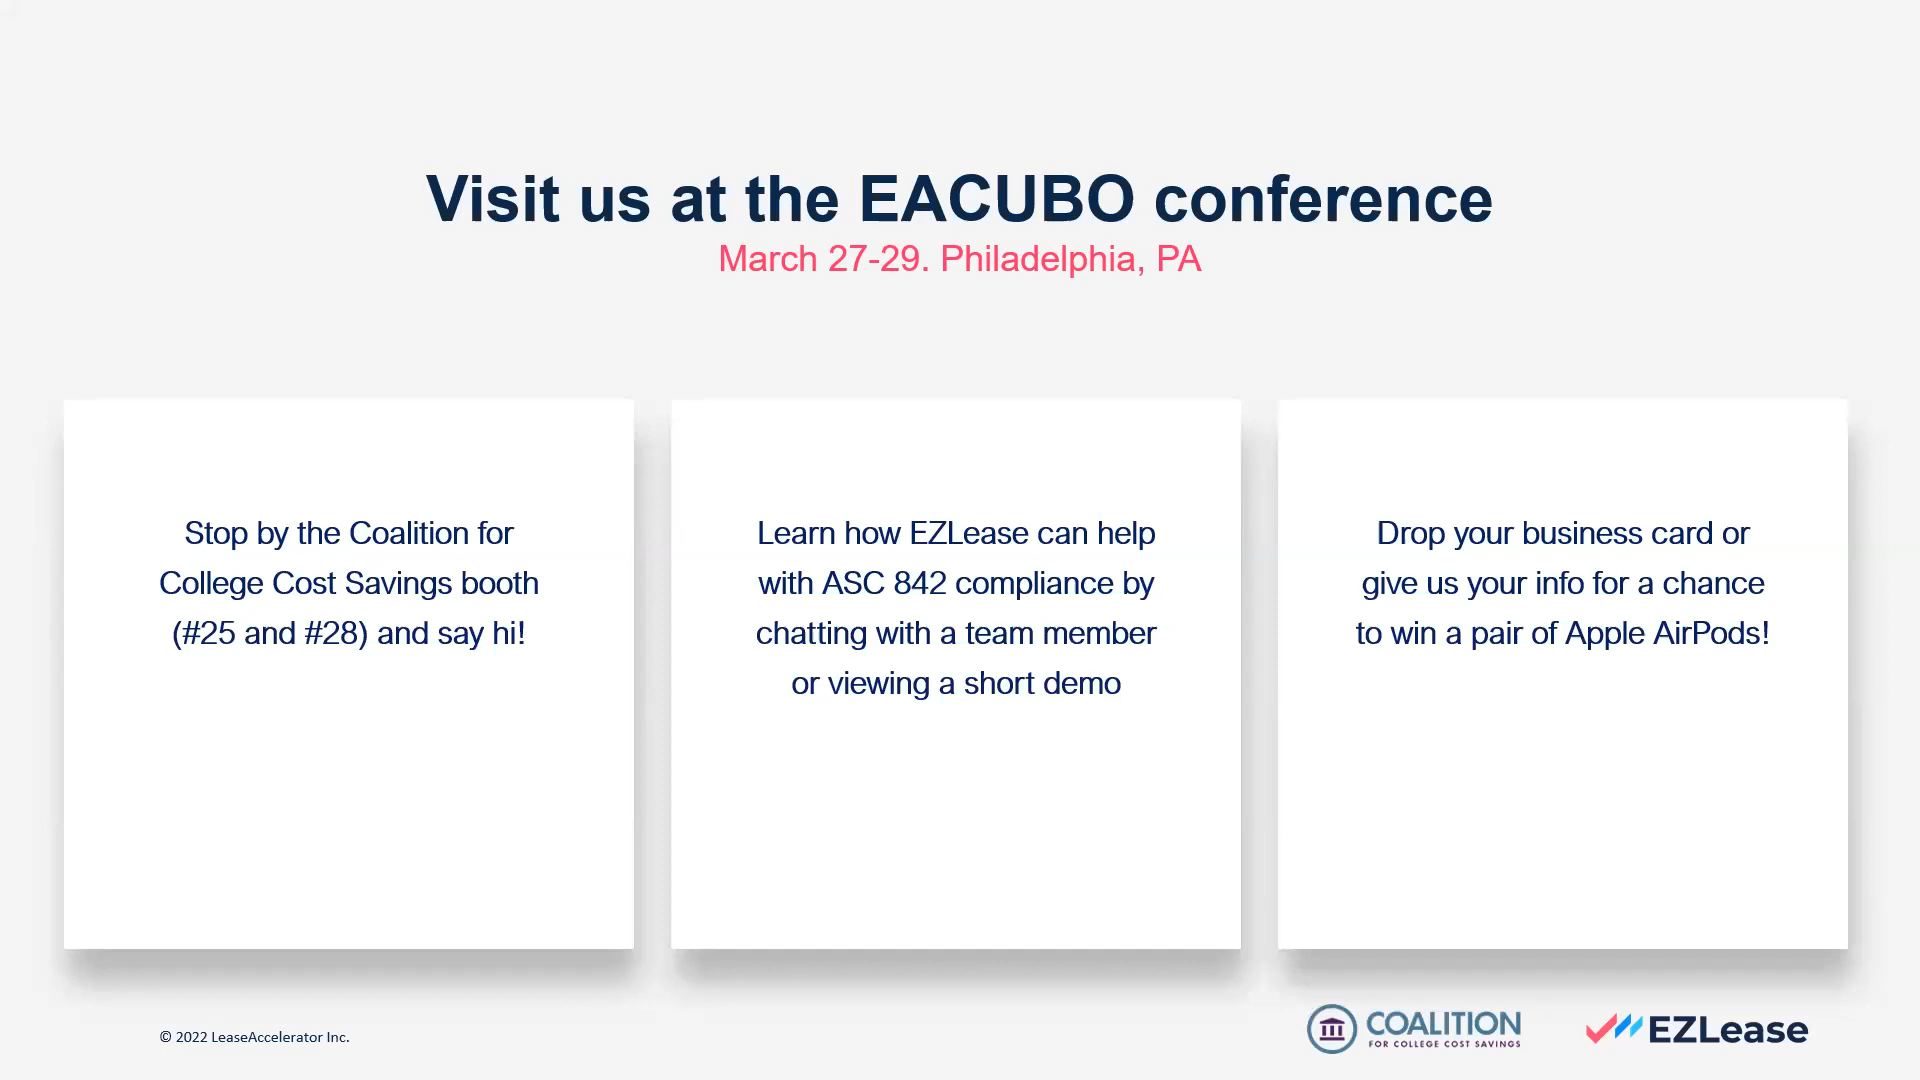 Visit us at the EACUBO conference
March 27-29. Philadelphia, PA
Stop by the Coalition for
College Cost Savings booth
(#25 and #28) and say hi!
Learn how EZLease can help
with ASC 842 compliance by
chatting with a team member
or viewing a short demo
Drop your business card or
give us your info for a chance
to win a pair of Apple AirPods!
© 2022 LeaseAccelerator Inc.
COALITION
FOR COLLEGE COST SAVINGS
EZLease